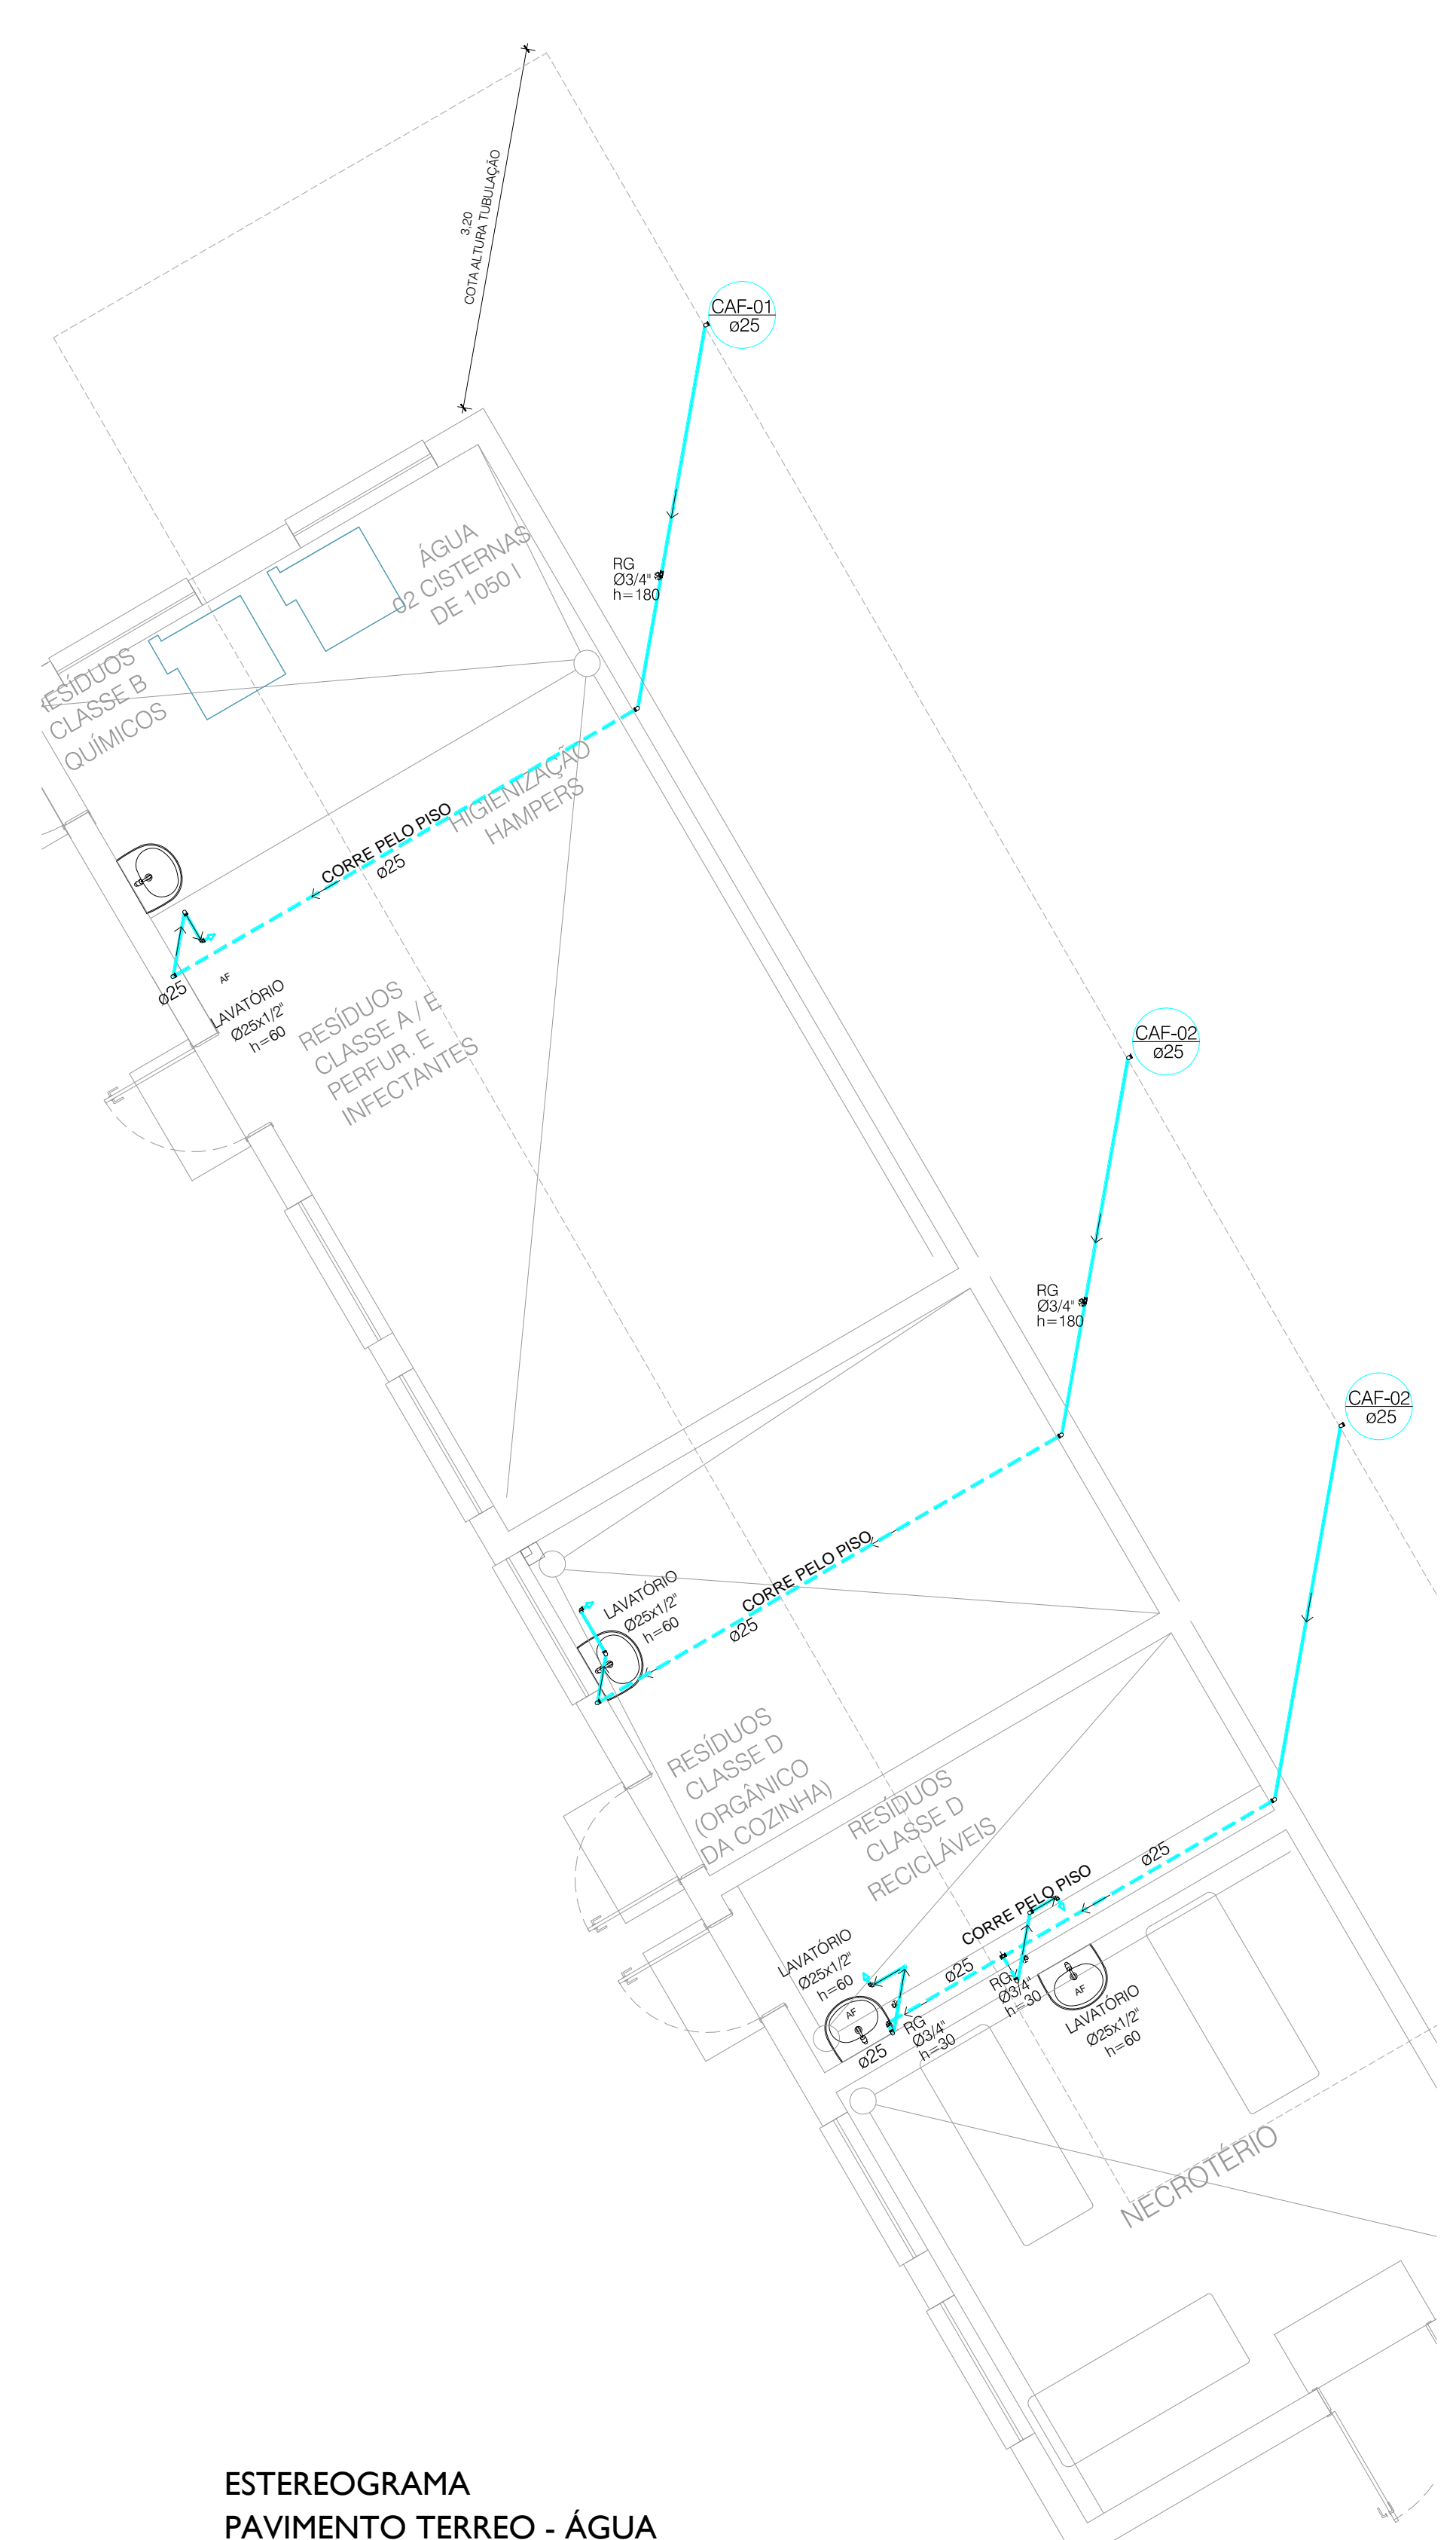 3,20
COTA ALTURA TUBULAÇÃO
CAF-01
ø25
ÁGUA
02 CISTERNAS
DE 1050 l
RG
Ø3/4"
h=180
RESÍDUOS
CLASSE B
QUÍMICOS
HIGIENIZAÇÃO
HAMPERS
CORRE PELO PISO
ø25
ø25
AF
LAVATÓRIO
Ø25x1/2"
h=60
RESÍDUOS
CLASSE A / E
PERFUR. E
INFECTANTES
CAF-02
ø25
RG
Ø3/4"
h=180
CAF-02
ø25
CORRE PELO PISO
ø25
LAVATÓRIO
Ø25x1/2"
h=60
RESÍDUOS
CLASSE D
(ORGÂNICO
DA COZINHA)
RESÍDUOS
CLASSE D
RECICLÁVEIS
ø25
CORRE PELO PISO
ø25
LAVATÓRIO
Ø25x1/2"
h=60
AF
RG
Ø3/4"
h=30
AF
LAVATÓRIO
Ø25x1/2"
h=60
RG
Ø3/4"
h=30
ø25
NECROTÉRIO
ESTEREOGRAMA
PAVIMENTO TERREO - ÁGUA